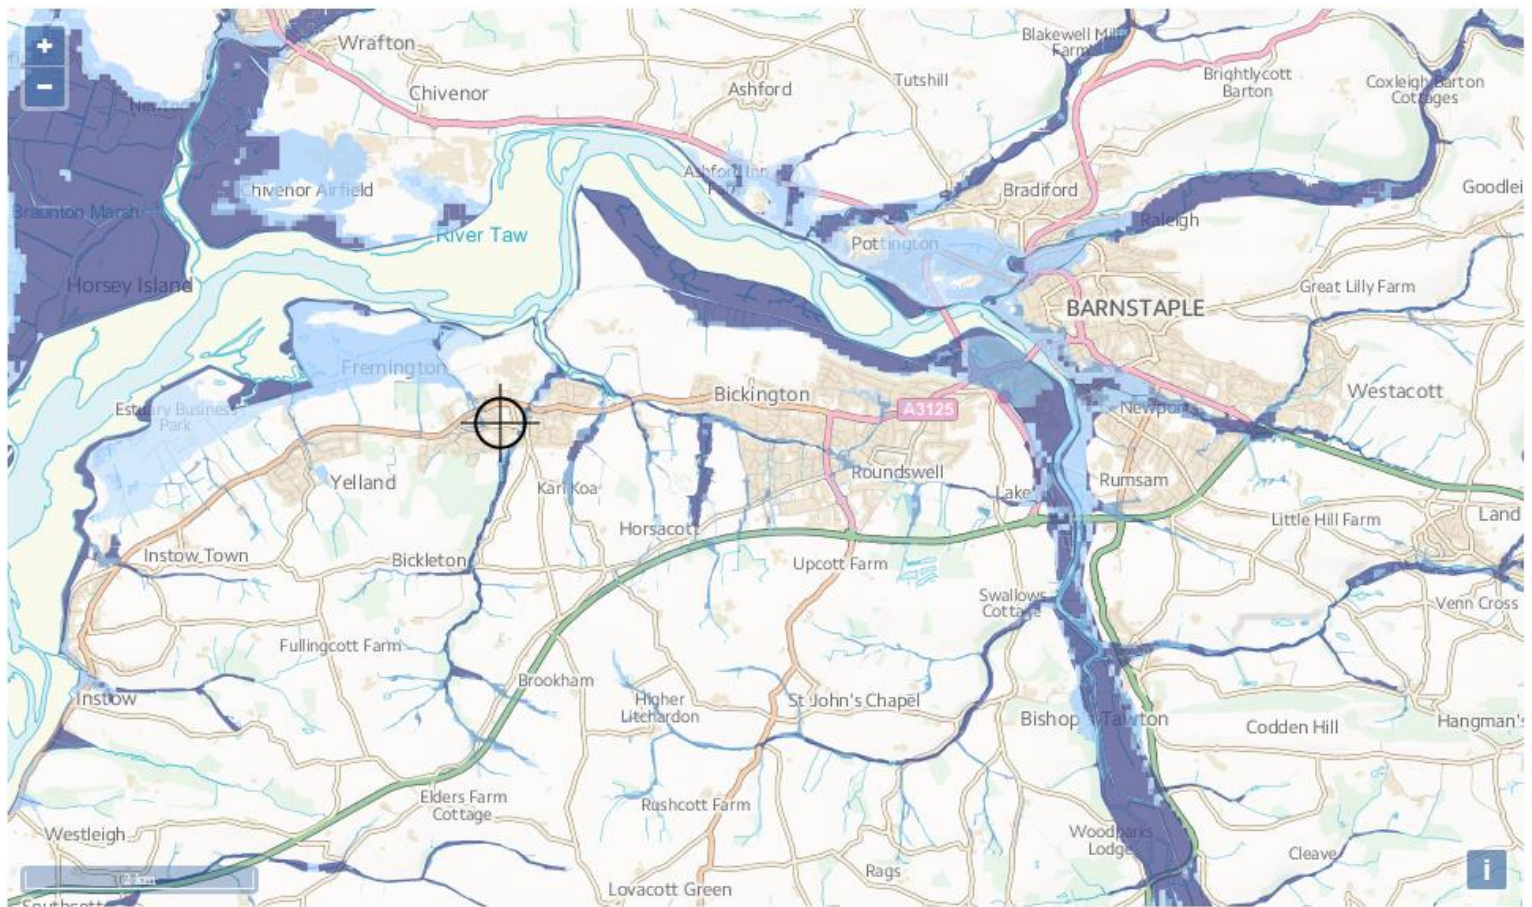 +
Wrafton
Blakewell Mill
Farm
Tutshill
Brightlycott
Barton
Coxleigh Barton
Cottages
−
Chivenor
Ashford
Ashford Inn
Chivenor Airfield
Bradiford
Goodlei
Braunton Marsh
Raleigh
River Taw
Pottington
Horsey Island
Great Lilly Farm
BARNSTAPLE
Fremington
Bickington
Westacott
Estuary Business
Park
A3125
Newport
Yelland
Kari Koa
Roundswell
Lake
Rumsam
Horsacott
Little Hill Farm
Land
Instow Town
Bickleton
Upcott Farm
Swallows
Cottage
Venn Cross
Fullingcott Farm
Brookham
Instow
Higher
Litchardon
St John's Chapel
Bishop's Tawton
Codden Hill
Hangman's
Elders Farm
Cottage
Rushcott Farm
Westleigh
Woodparks
Lodge
Cleave
2 km
Rags
i
Lovacott Green